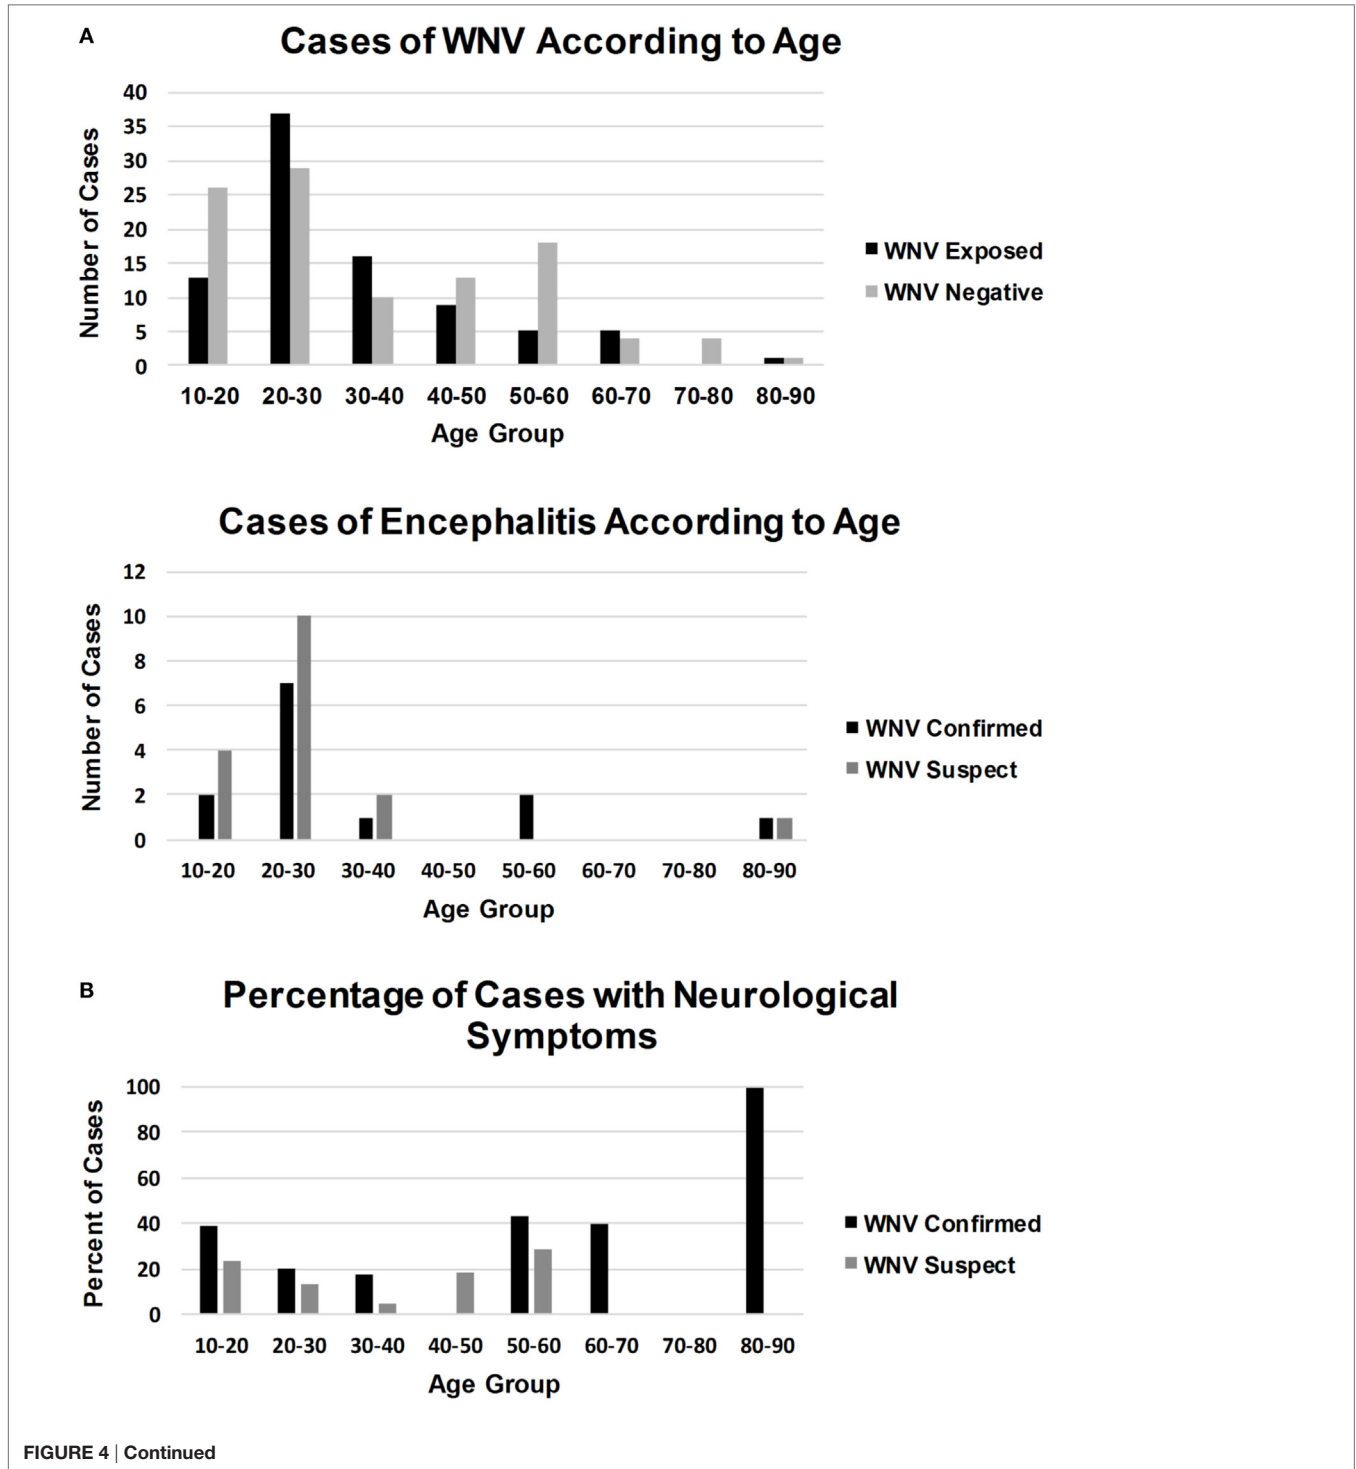 A
Cases of WNV According to Age
40
35
30
25
20
15
10
5
0
Number of Cases
10-20 20-30 30-40 40-50 50-60 60-70 70-80 80-90
Age Group
WNV Exposed
WNV Negative
Cases of Encephalitis According to Age
12
10
8
6
4
2
0
Number of Cases
10-20 20-30 30-40 40-50 50-60 60-70 70-80 80-90
Age Group
WNV Confirmed
WNV Suspect
B
Percentage of Cases with Neurological
Symptoms
100
80
60
40
20
0
Percent of Cases
10-20 20-30 30-40 40-50 50-60 60-70 70-80 80-90
Age Group
WNV Confirmed
WNV Suspect
FIGURE 4 | Continued